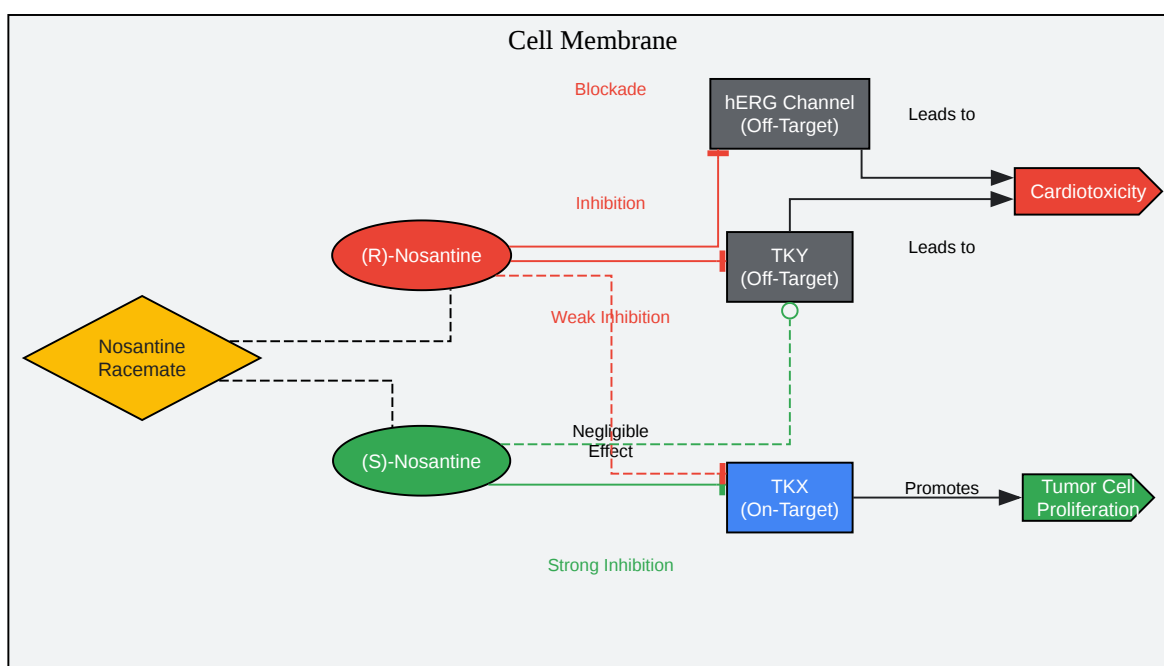 Cell Membrane
Blockade
hERG Channel
(Off-Target)
Leads to
Cardiotoxicity
Inhibition
(R)-Nosantine
TKY
(Off-Target)
Leads to
Weak Inhibition
Nosantine
Racemate
Negligible
Effect
(S)-Nosantine
TKX
(On-Target)
Promotes
Tumor Cell
Proliferation
Strong Inhibition